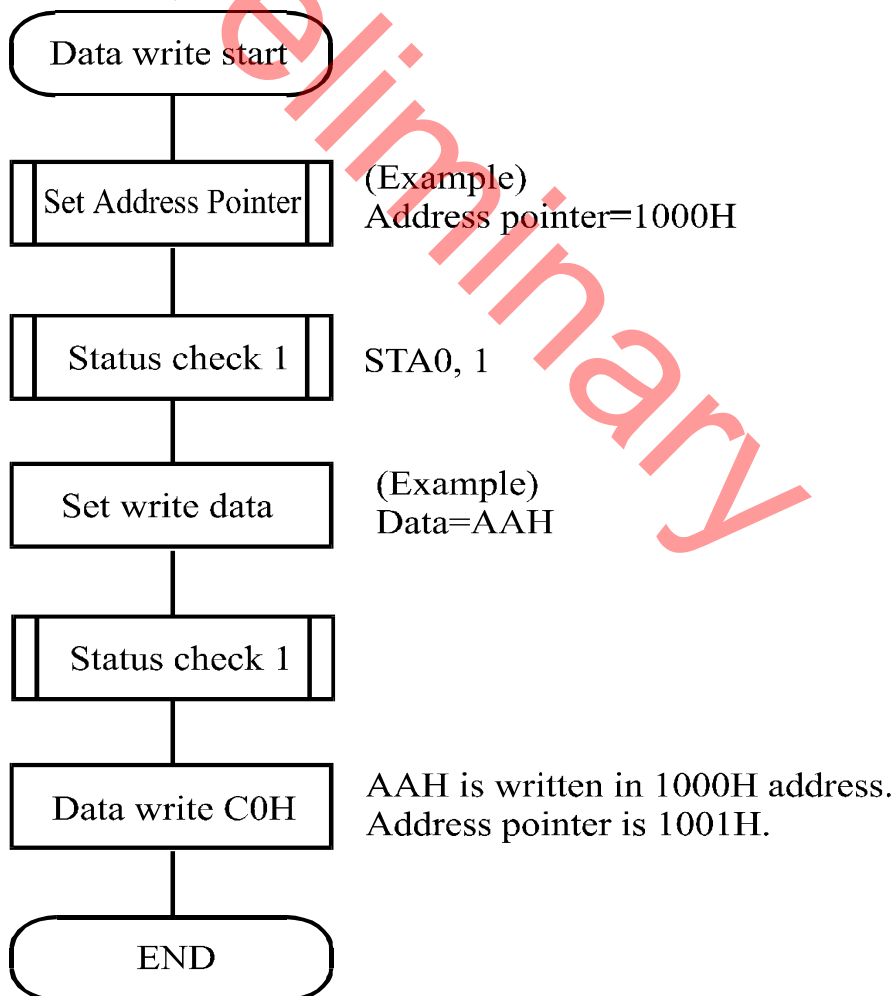 Data write start
Set Address Pointer
(Example)
Address pointer=1000H
Status check 1
STA0, 1
Set write data
(Example)
Data=AAH
Status check 1
Data write C0H
AAH is written in 1000H address.
Address pointer is 1001H.
END
eliminary